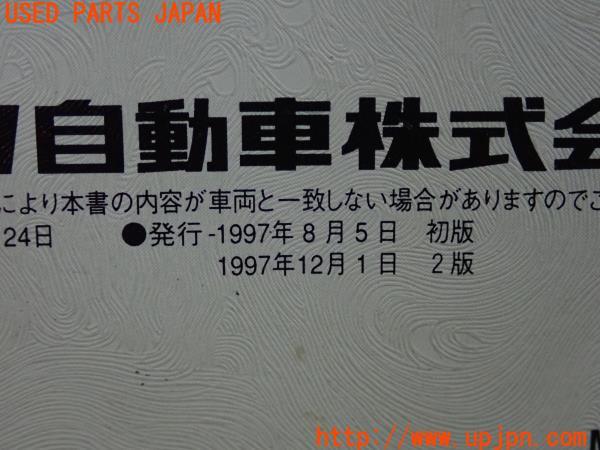 USED PARTS JAPAN
自動車株式会
により本書の内容が車両と一致しない場合がありますのでこ
24日 ●発行-1997年8月5日 初版
1997年12月1日 2版
http://www.upjpn.com/